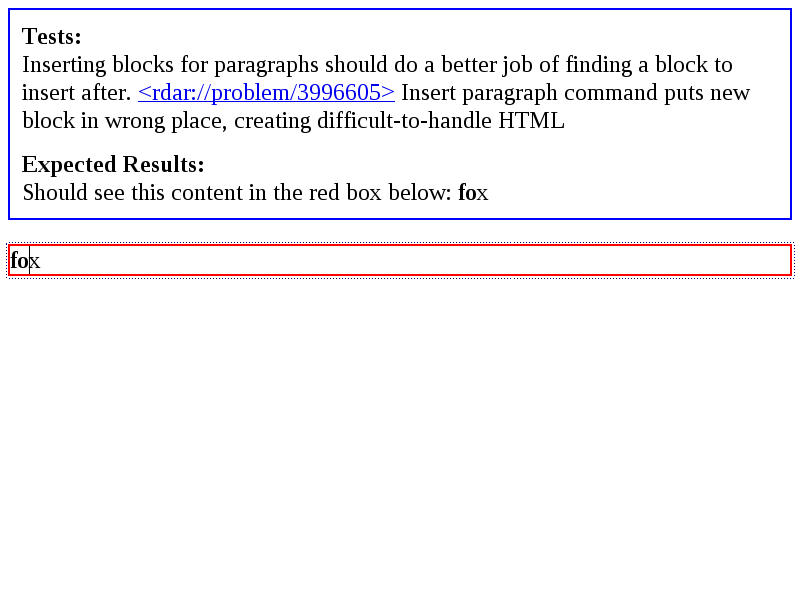 Tests:
Inserting blocks for paragraphs should do a better job of finding a block to
insert after. <rdar://problem/3996605> Insert paragraph command puts new
block in wrong place, creating difficult-to-handle HTML
Expected Results:
Should see this content in the red box below: fox
fox